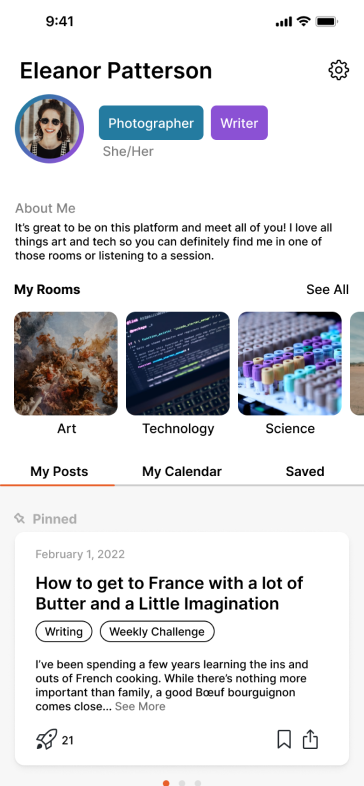 9:41
Eleanor Patterson
Photographer
Writer
She/Her
About Me
It's great to be on this platform and meet all of you! I love all
things art and tech so you can definitely find me in one of
those rooms or listening to a session.
My Rooms
See All
Art
Technology
Science
My Posts
My Calendar
Saved
Pinned
February 1, 2022
How to get to France with a lot of
Butter and a Little Imagination
Writing
Weekly Challenge
I've been spending a few years learning the ins and
outs of French cooking. While there's nothing more
important than family, a good Bœuf bourguignon
comes close... See More
21